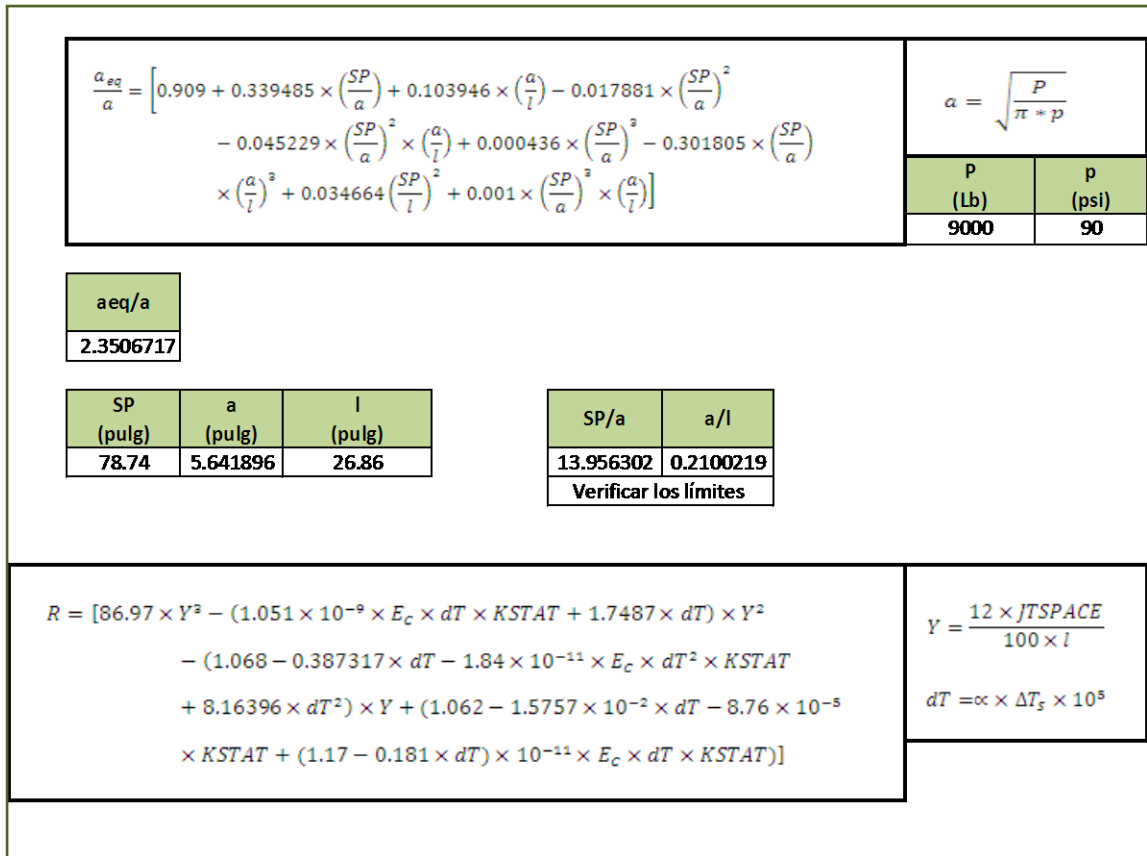 a_eq/a = [0.909 + 0.339485 × (SP/a) + 0.103946 × (a/l) − 0.017881 × (SP/a)²
− 0.045229 × (SP/a)² × (a/l) + 0.000436 × (SP/a)³ − 0.301805 × (SP/a)
× (a/l)³ + 0.034664 (SP/l)² + 0.001 × (SP/a)³ × (a/l)]
a = √(P/(π * p))
P (Lb) p (psi)
9000 90
aeq/a
2.3506717
SP (pulg) a (pulg) l (pulg)
78.74 5.641896 26.86
SP/a a/l
13.956302 0.2100219
Verificar los límites
R = [86.97 × Y³ − (1.051 × 10⁻⁹ × E_C × dT × KSTAT + 1.7487 × dT) × Y²
− (1.068 − 0.387317 × dT − 1.84 × 10⁻¹¹ × E_C × dT² × KSTAT
+ 8.16396 × dT²) × Y + (1.062 − 1.5757 × 10⁻² × dT − 8.76 × 10⁻⁵
× KSTAT + (1.17 − 0.181 × dT) × 10⁻¹¹ × E_C × dT × KSTAT)]
Y = (12 × JTSPACE)/(100 × l)
dT =∝ × ΔT_s × 10⁵